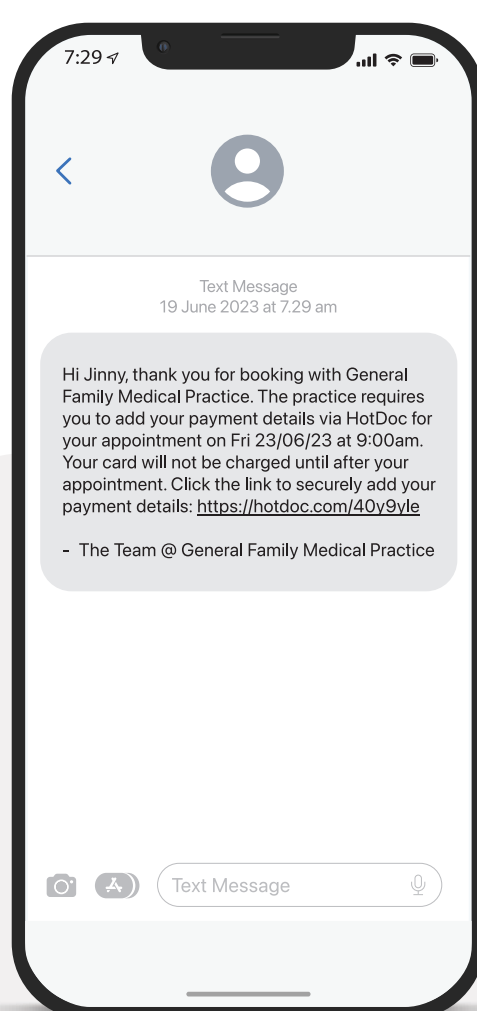 7:29
Text Message
19 June 2023 at 7.29 am
Hi Jinny, thank you for booking with General
Family Medical Practice. The practice requires
you to add your payment details via HotDoc for
your appointment on Fri 23/06/23 at 9:00am.
Your card will not be charged until after your
appointment. Click the link to securely add your
payment details: https://hotdoc.com/40y9yle
- The Team @ General Family Medical Practice
Text Message